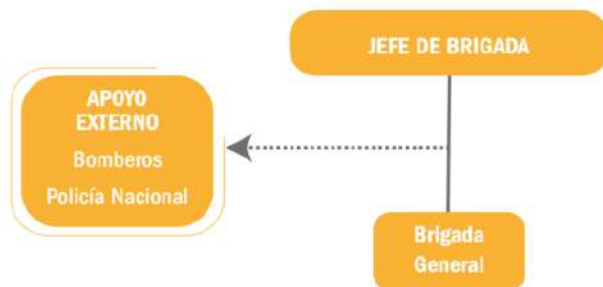 JEFE DE BRIGADA
APOYO
EXTERNO
Bomberos
Policía Nacional
Brigada
General